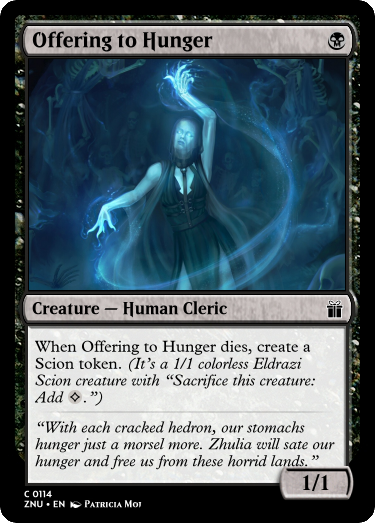 Offering to Hunger
Creature — Human Cleric
When Offering to Hunger dies, create a
Scion token. (It's a 1/1 colorless Eldrazi
Scion creature with “Sacrifice this creature:
Add .”)
“With each cracked hedron, our stomachs
hunger just a morsel more. Zhulia will sate our
hunger and free us from these horrid lands.”
1/1
C 0114
ZNU • EN Patricia Moi